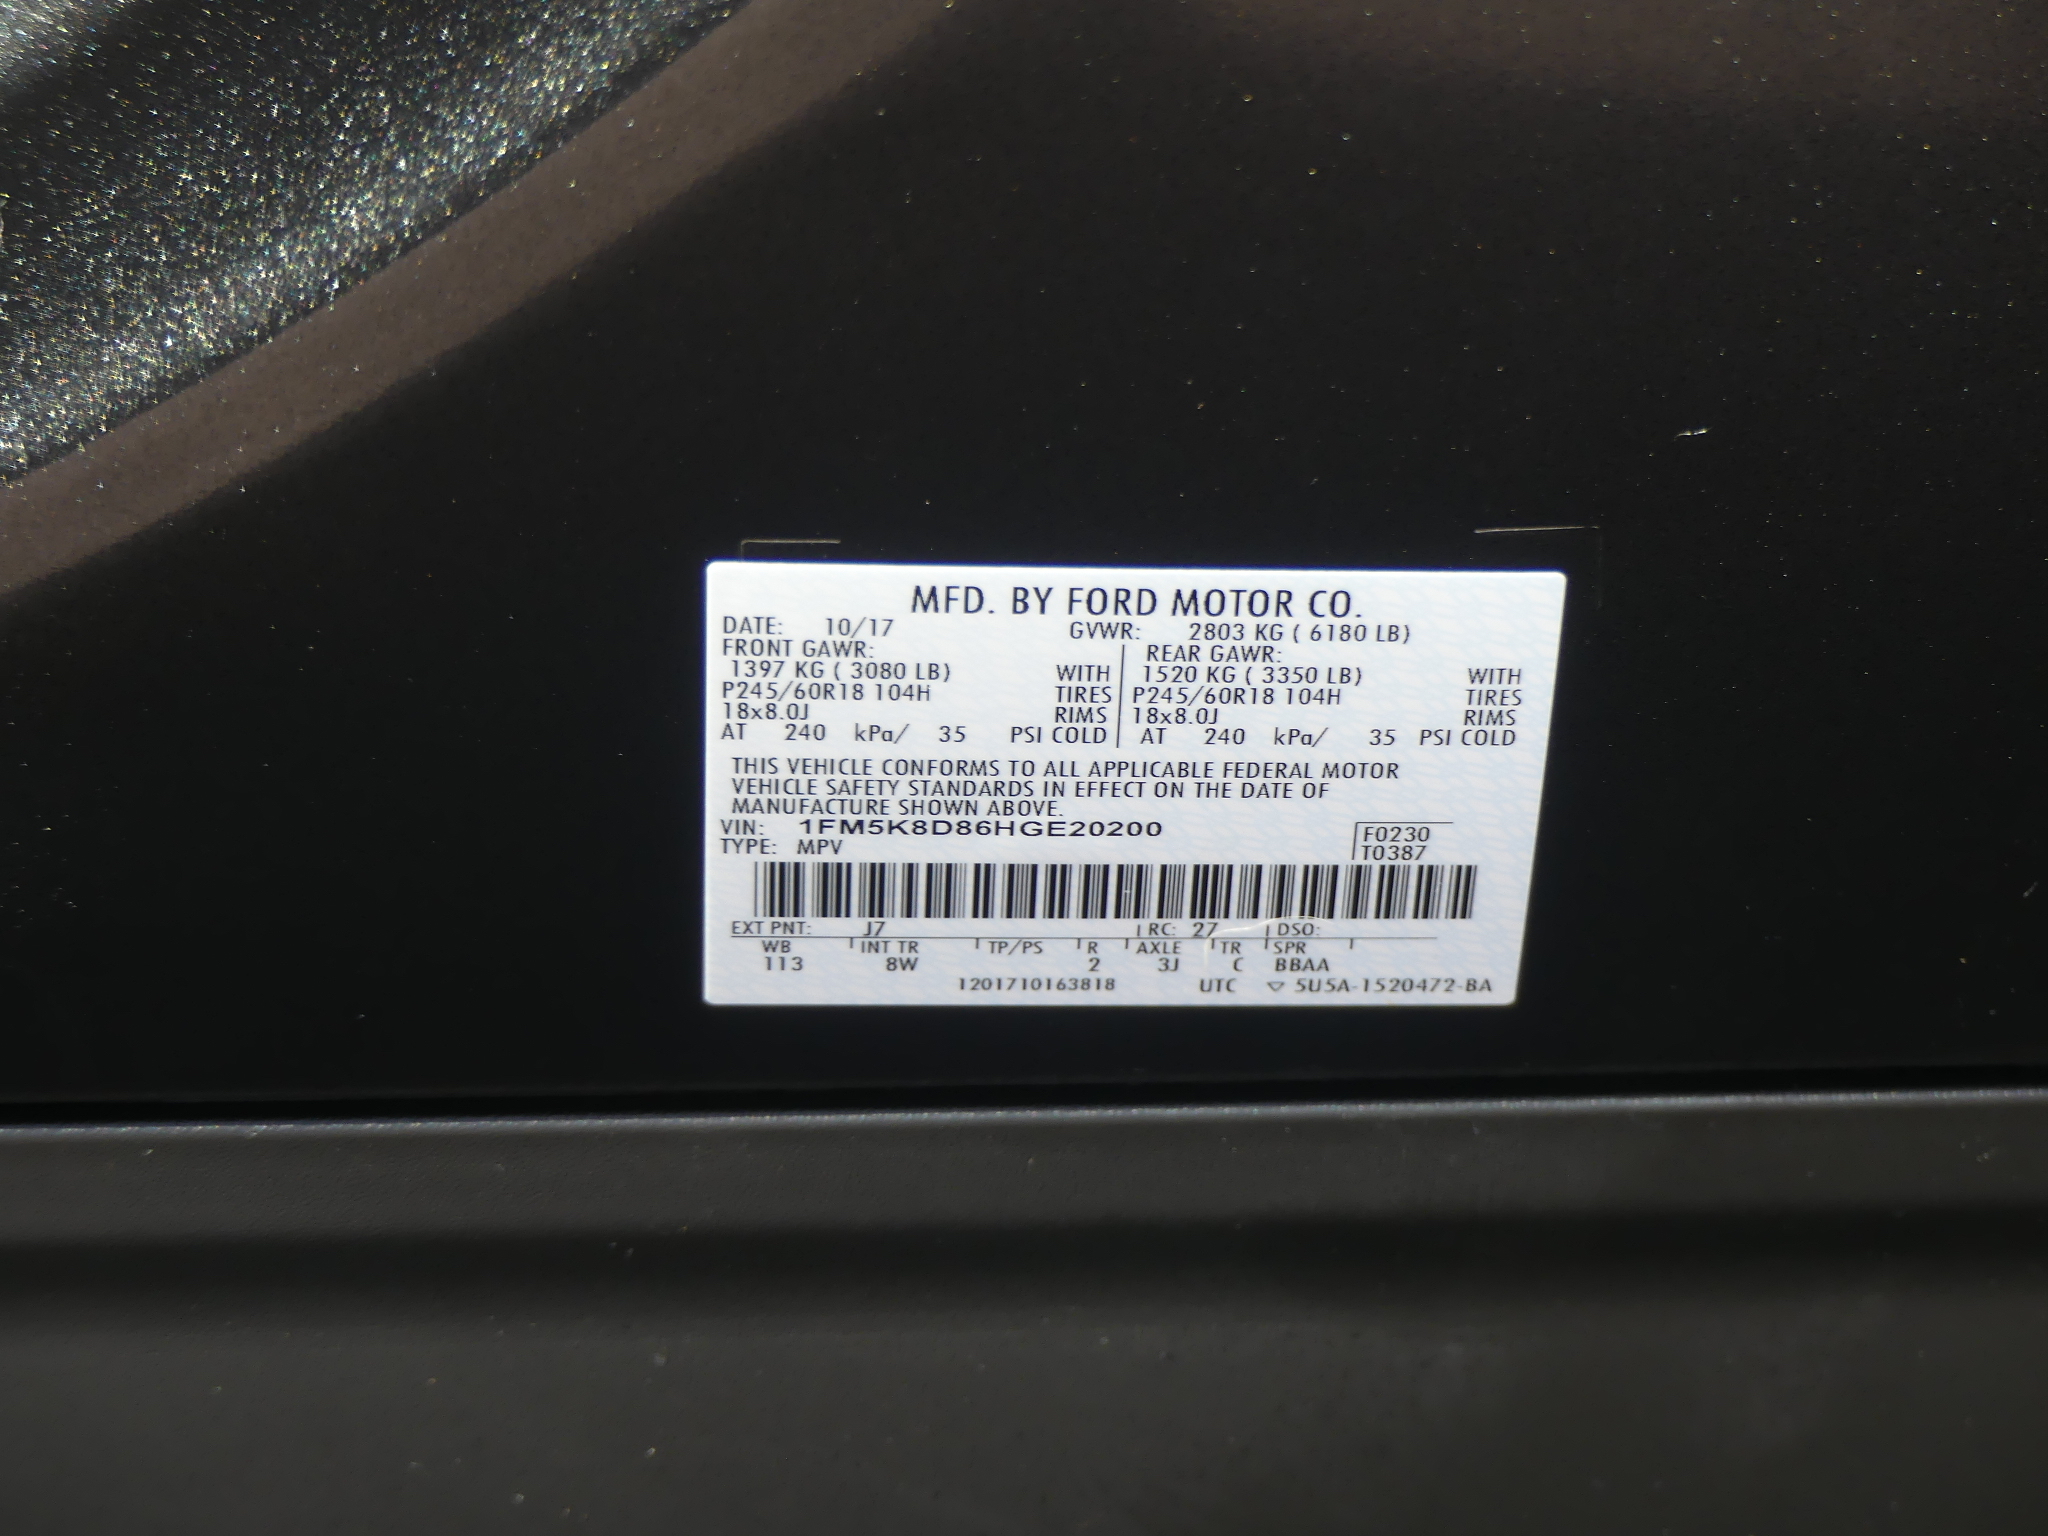 MFD. BY FORD MOTOR CO.
DATE: 10/17 GVWR: 2803 KG ( 6180 LB)
FRONT GAWR: REAR GAWR:
1397 KG ( 3080 LB) WITH 1520 KG ( 3350 LB) WITH
P245/60R18 104H TIRES P245/60R18 104H TIRES
18x8.0J RIMS 18x8.0J RIMS
AT 240 kPa/ 35 PSI COLD AT 240 kPa/ 35 PSI COLD
THIS VEHICLE CONFORMS TO ALL APPLICABLE FEDERAL MOTOR
VEHICLE SAFETY STANDARDS IN EFFECT ON THE DATE OF
MANUFACTURE SHOWN ABOVE.
VIN: 1FM5K8D86HGE20200 F0230
TYPE: MPV T0387
EXT PNT: J7 RC: 27 DSO:
WB INT TR TP/PS R AXLE TR SPR
113 8W 2 3J C BBAA
1201710163818 UTC ▽ 5U5A-1520472-BA